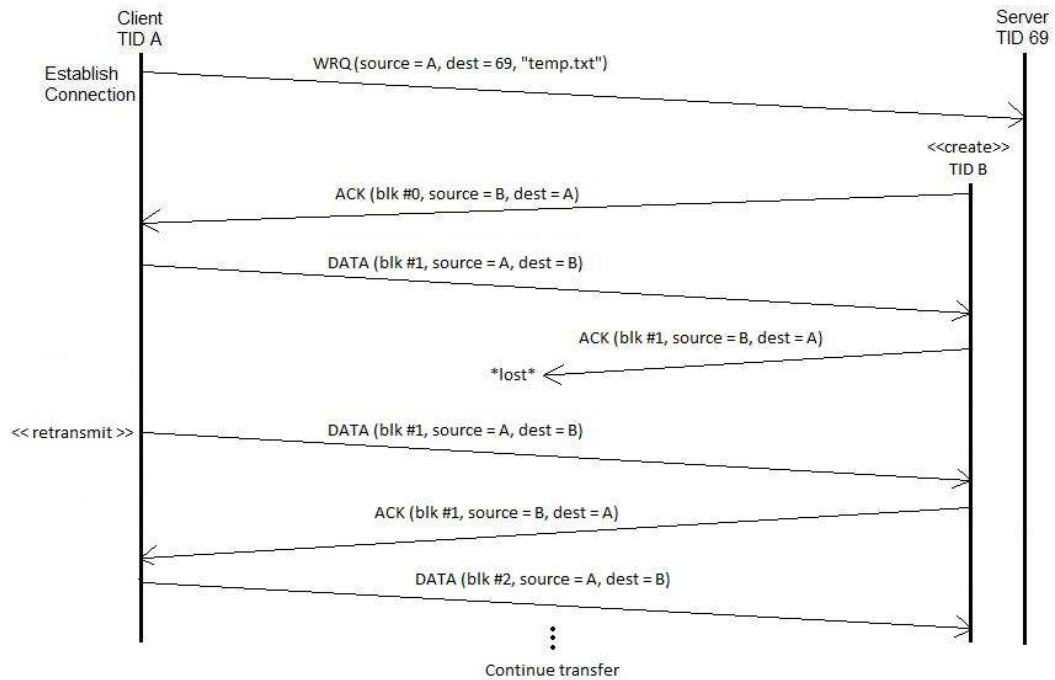 Client
TID A
Server
TID 69
Establish
Connection
WRQ (source = A, dest = 69, "temp.txt")
<<create>>
TID B
ACK (blk #0, source = B, dest = A)
DATA (blk #1, source = A, dest = B)
ACK (blk #1, source = B, dest = A)
*lost*
<< retransmit >>
DATA (blk #1, source = A, dest = B)
ACK (blk #1, source = B, dest = A)
DATA (blk #2, source = A, dest = B)
Continue transfer